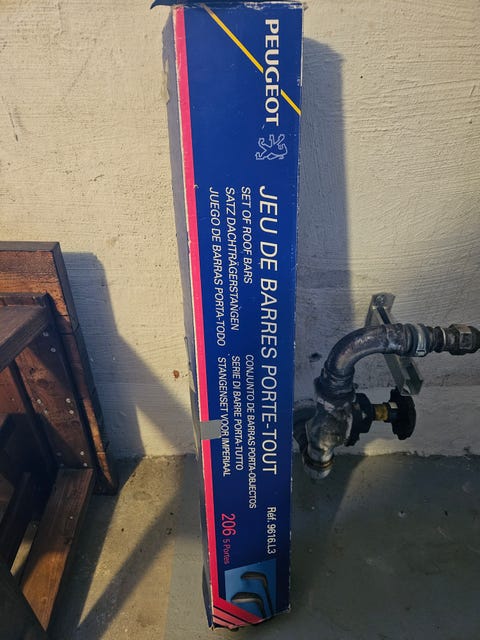 PEUGEOT
JEU DE BARRES PORTE-TOUT
SET OF ROOF BARS
SATZ DACHTRÄGERSTANGEN
JUEGO DE BARRAS PORTA-TODO
CONJUNTO DE BARRAS PORTA-OBJECTOS
SERIE DI BARRE PORTA-TUTTO
STANGENSET VOOR IMPERIAAL
Réf. 9616.L3
206 5 Portes